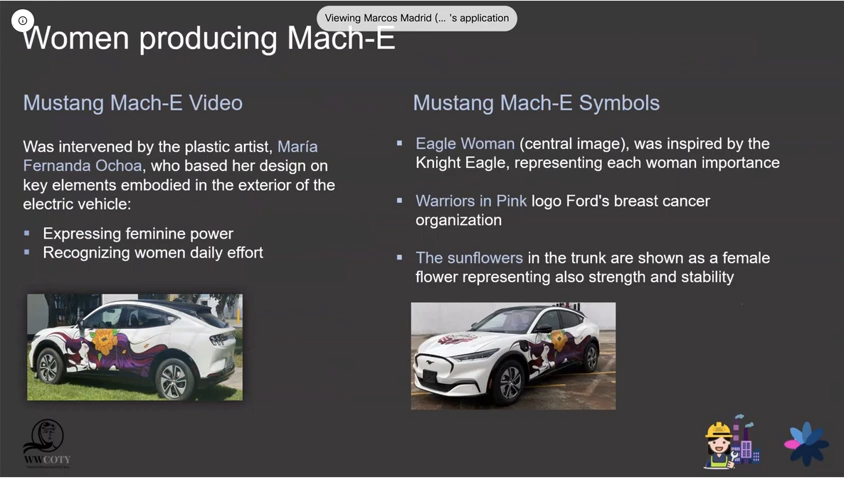 Viewing Marcos Madrid (... 's application
Women producing Mach-E
Mustang Mach-E Video
Was intervened by the plastic artist, María
Fernanda Ochoa, who based her design on
key elements embodied in the exterior of the
electric vehicle:
Expressing feminine power
Recognizing women daily effort
Mustang Mach-E Symbols
Eagle Woman (central image), was inspired by the
Knight Eagle, representing each woman importance
Warriors in Pink logo Ford's breast cancer
organization
The sunflowers in the trunk are shown as a female
flower representing also strength and stability
WWCOTY